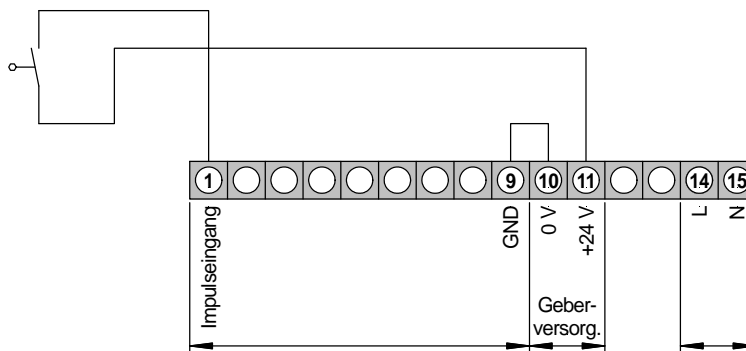 1 9 10 11 14 15
Impulseingang
GND
0 V
+24 V
L
N
Geber-
versorg.